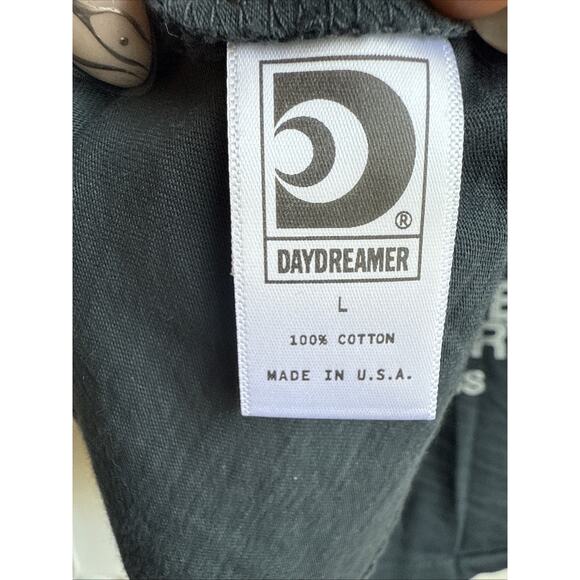 ®
DAYDREAMER
L
100% COTTON
MADE IN U.S.A.